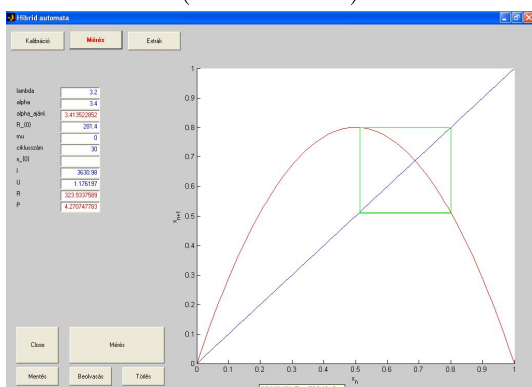 Hibrid automata
Kalibráció Mérés Extrák
lambda 3.2
alpha 3.4
alpha_ajánl. 3.413522852
R_(0) 281.4
mu 0
ciklusszám 30
x_(0)
I 3630.98
U 1.176197
R 323.9337589
P 4.270747783
Close Mérés
Mentés Beolvasás Törlés
1
0.9
0.8
0.7
0.6
0.5
0.4
0.3
0.2
0.1
0
x_{n+1}
0 0.1 0.2 0.3 0.4 0.5 0.6 0.7 0.8 0.9 1
x_n